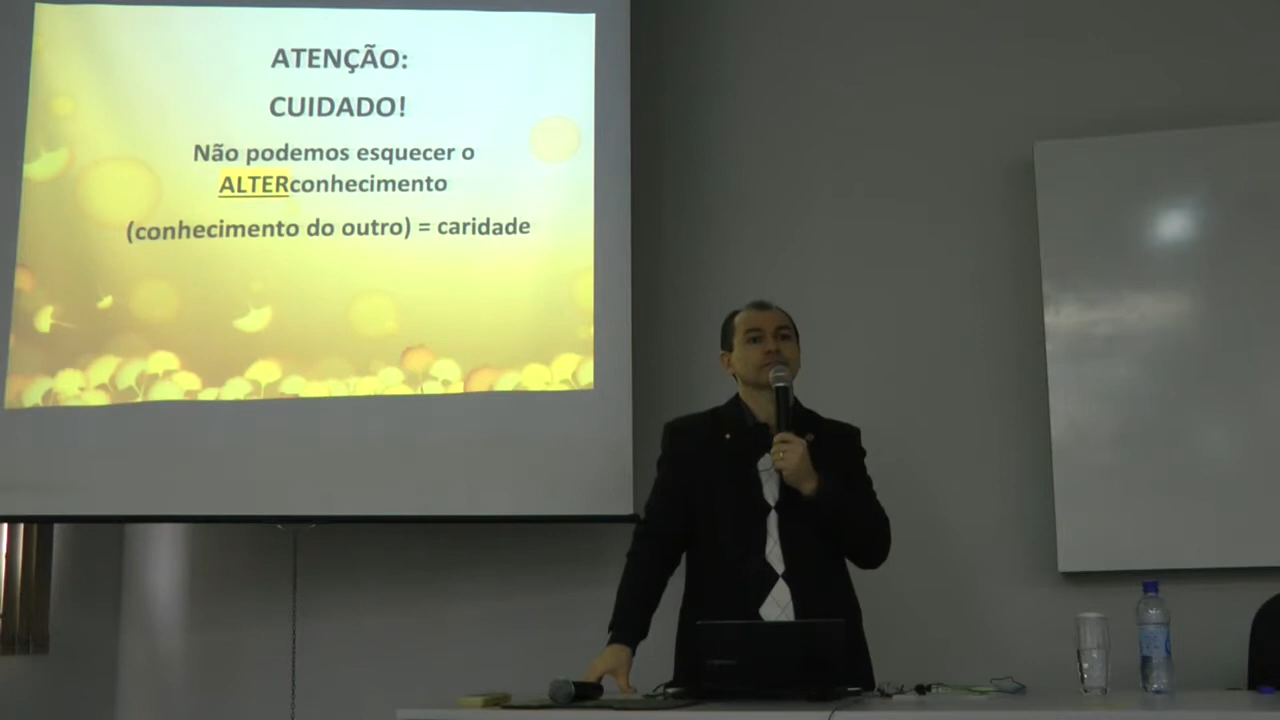 ATENÇÃO:
CUIDADO!
Não podemos esquecer o
ALTERconhecimento
(conhecimento do outro) = caridade